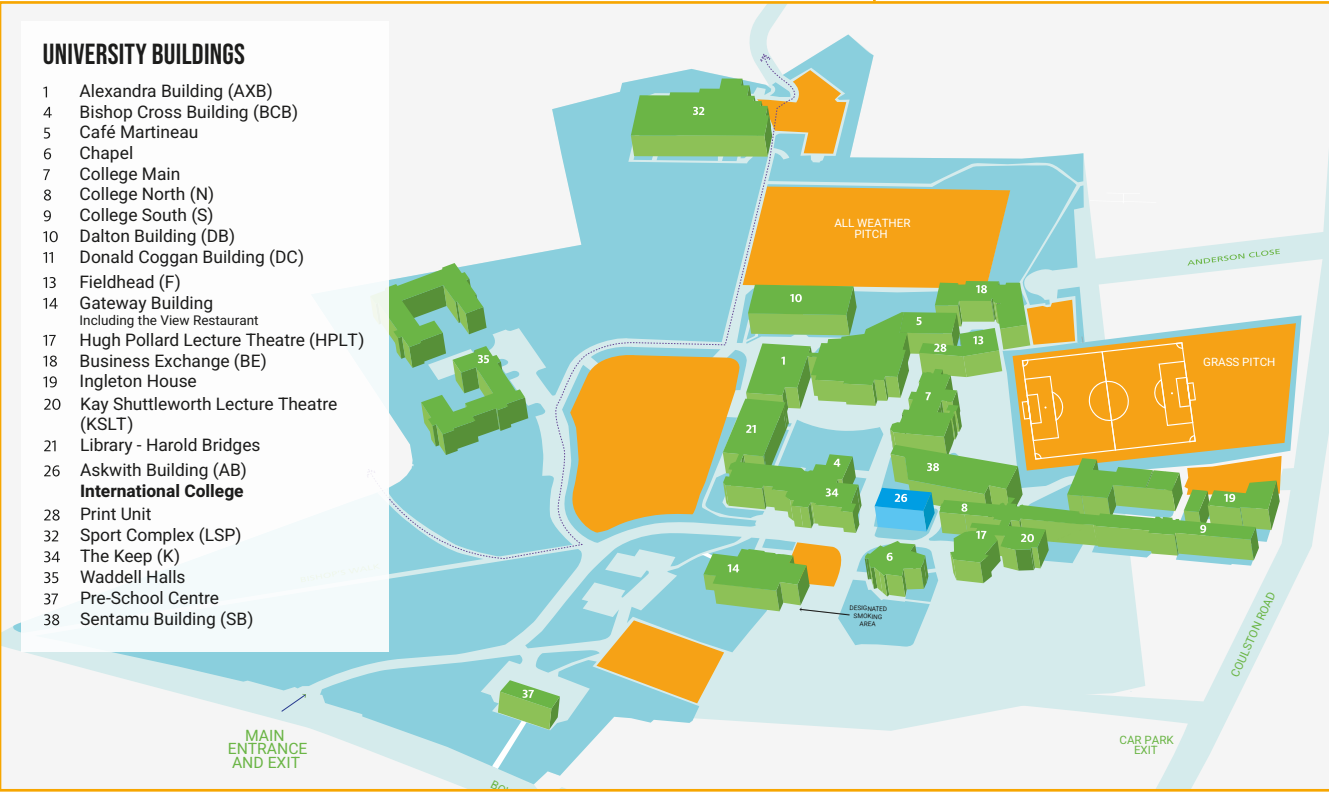 UNIVERSITY BUILDINGS
1 Alexandra Building (AXB)
4 Bishop Cross Building (BCB)
5 Café Martineau
6 Chapel
7 College Main
8 College North (N)
9 College South (S)
10 Dalton Building (DB)
11 Donald Coggan Building (DC)
13 Fieldhead (F)
14 Gateway Building
Including the View Restaurant
17 Hugh Pollard Lecture Theatre (HPLT)
18 Business Exchange (BE)
19 Ingleton House
20 Kay Shuttleworth Lecture Theatre
(KSLT)
21 Library - Harold Bridges
26 Askwith Building (AB)
International College
28 Print Unit
32 Sport Complex (LSP)
34 The Keep (K)
35 Waddell Halls
37 Pre-School Centre
38 Sentamu Building (SB)
32
ALL WEATHER
PITCH
ANDERSON CLOSE
10
18
5
28
13
35
1
GRASS PITCH
7
21
4
38
34
26
19
8
9
17
20
6
14
DESIGNATED
SMOKING
AREA
COULSTON ROAD
37
MAIN
ENTRANCE
AND EXIT
CAR PARK
EXIT